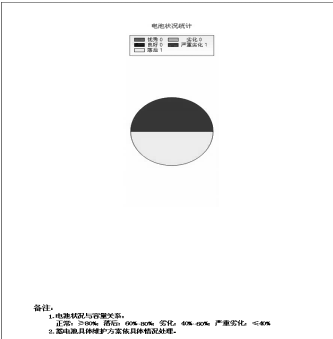 电池状况统计
优秀 0 劣化 0
良好 0 严重劣化 1
落后 1
备注:
1.电池状况与容量关系。
正常：≥80%；落后：60%-80%；劣化：40%-60%；严重劣化：≤40%
2.蓄电池具体维护方案依具体情况处理。